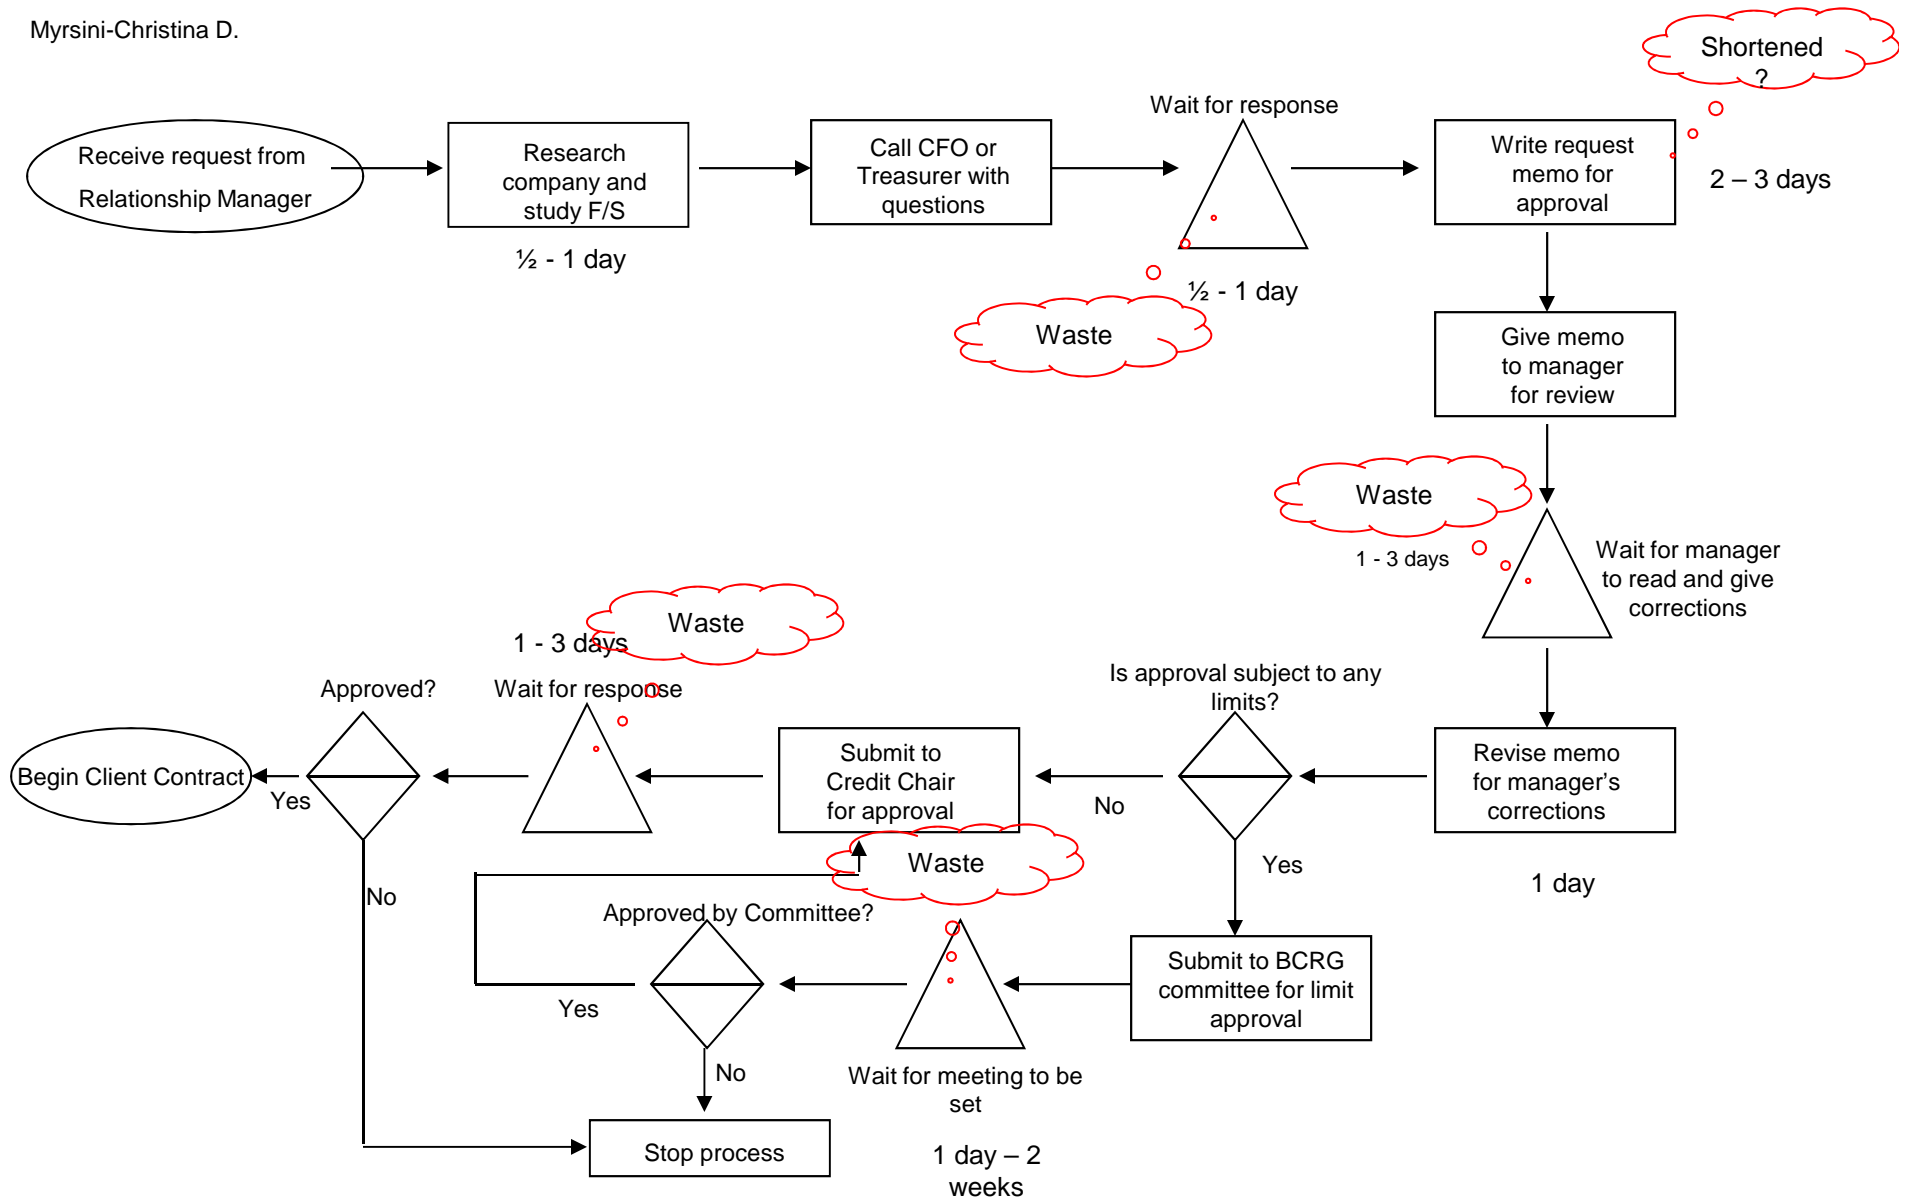 Myrsini-Christina D.
Shortened
?
Wait for response
Receive request from
Relationship Manager
Research
company and
study F/S
Call CFO or
Treasurer with
questions
Write request
memo for
approval
2 – 3 days
½ - 1 day
½ - 1 day
Waste
Give memo
to manager
for review
Waste
1 - 3 days
Wait for manager
to read and give
corrections
Waste
1 - 3 days
Approved?
Wait for response
Is approval subject to any
limits?
Begin Client Contract
Yes
Submit to
Credit Chair
for approval
No
Revise memo
for manager’s
corrections
Waste
Yes
1 day
No
Approved by Committee?
Submit to BCRG
committee for limit
approval
Yes
No
Wait for meeting to be
set
Stop process
1 day – 2
weeks